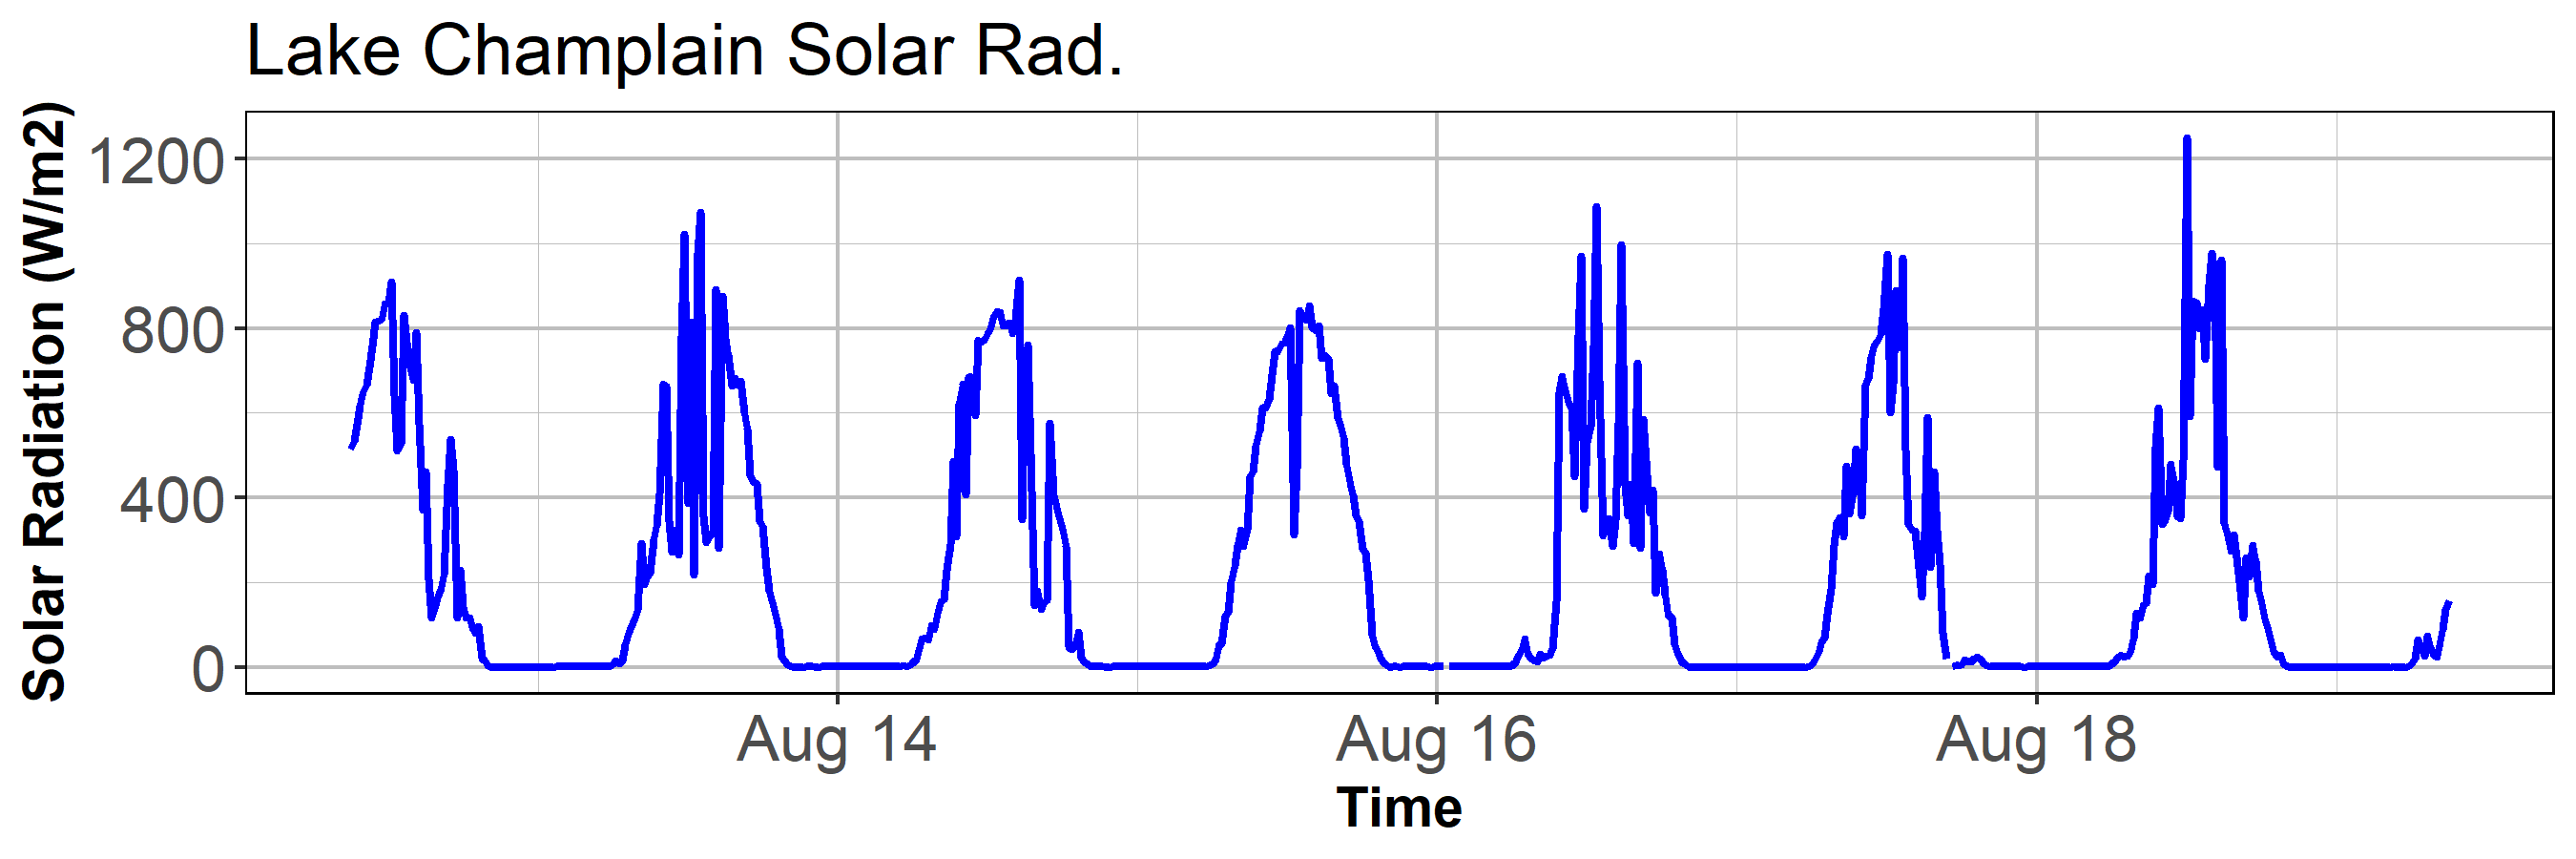 Lake Champlain Solar Rad.
Solar Radiation (W/m2)
1200
800
400
0
Aug 14
Aug 16
Aug 18
Time